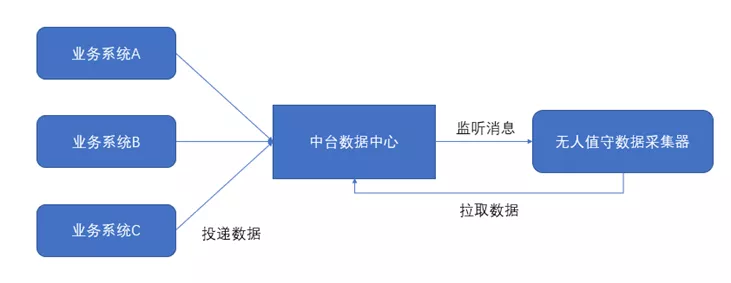 业务系统A
业务系统B
业务系统C
投递数据
中台数据中心
监听消息
无人值守数据采集器
拉取数据